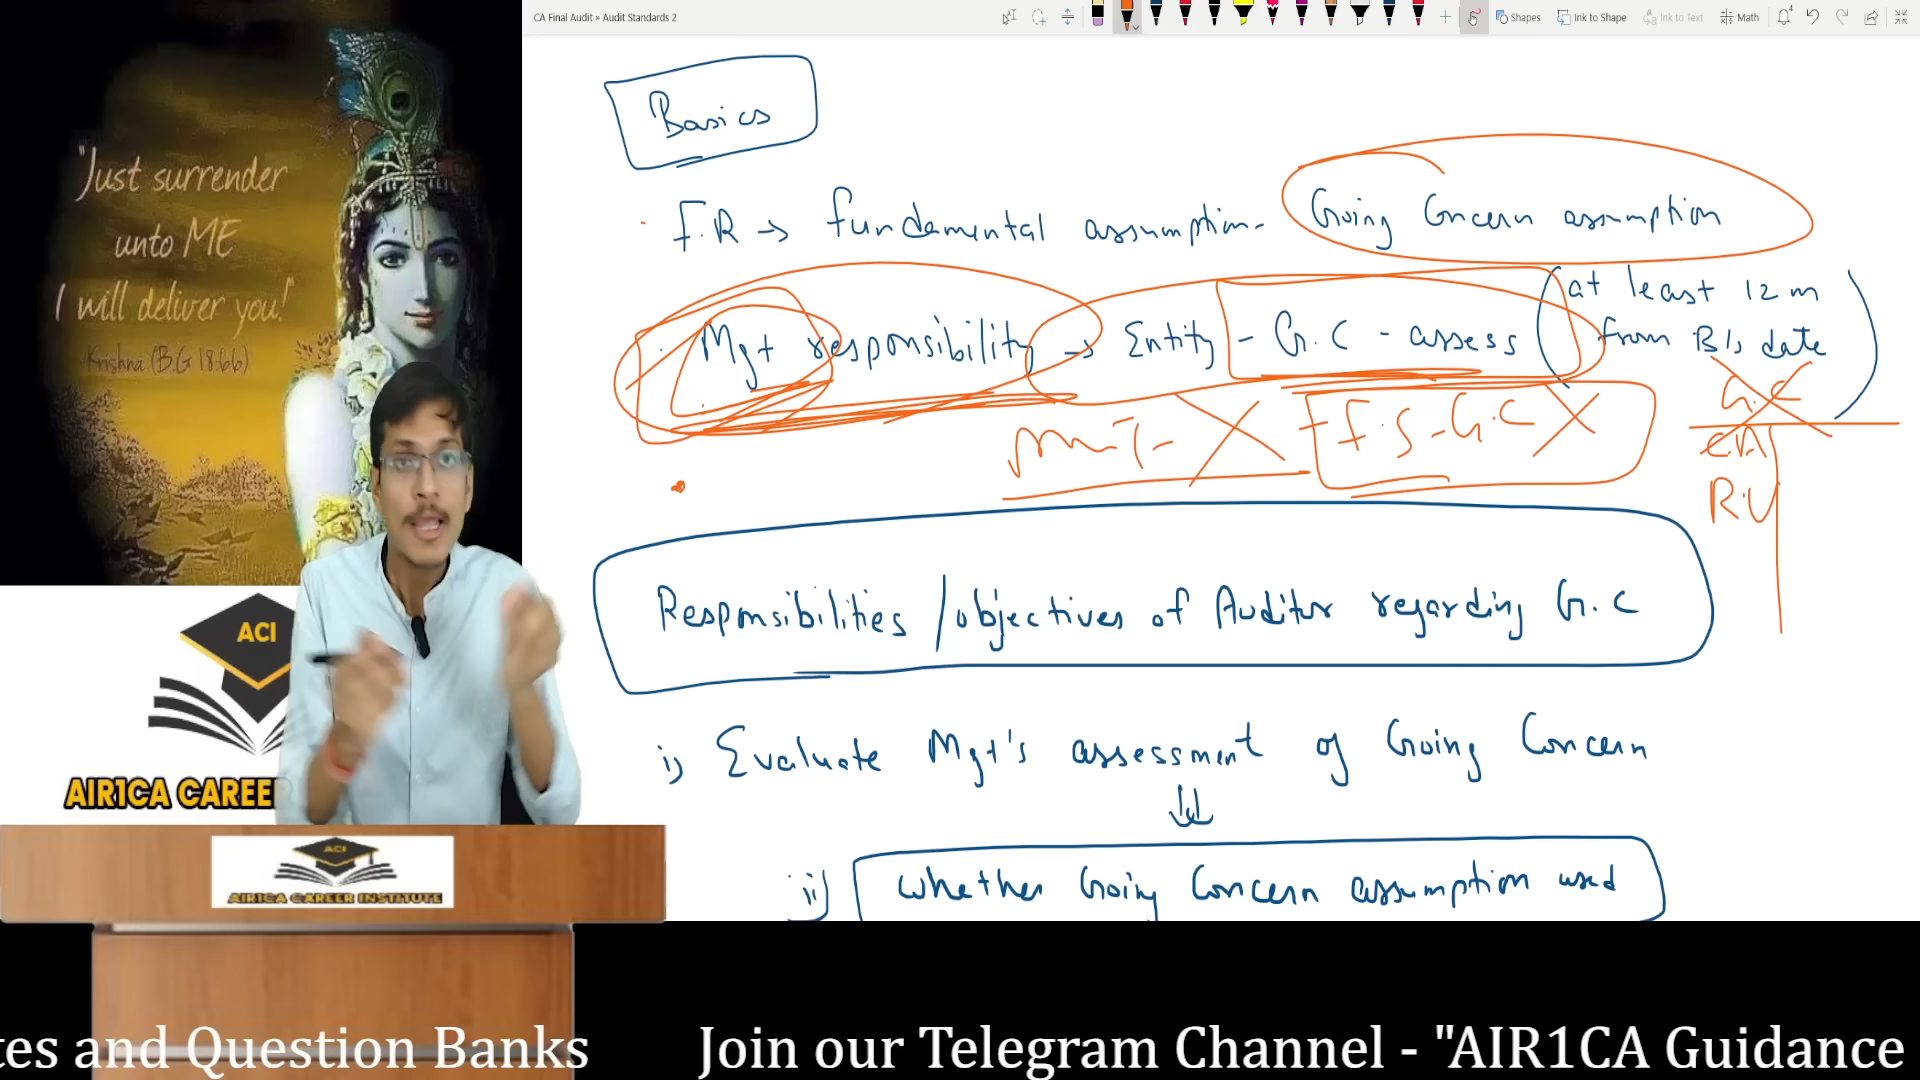 CA Final Audit » Audit Standards 2
Shapes
Ink to Shape
Ink to Text
Math
"Just surrender
unto ME
I will deliver you!"
Krishna (B.G 18.66)
Basics
F.R → fundamental assumption - Going Concern assumption
Mgt responsibility → Entity - G.C - assess (at least 12 m
from B/s date)
G.C
M.T - X - F.S - G.C X
R.V
Responsibilities / objectives of Auditor regarding G.C
i) Evaluate Mgt's assessment of Going Concern
ii) Whether Going Concern assumption used
ACI
AIR1CA CAREER
ACI
AIR1CA CAREER INSTITUTE
tes and Question Banks
Join our Telegram Channel - "AIR1CA Guidance